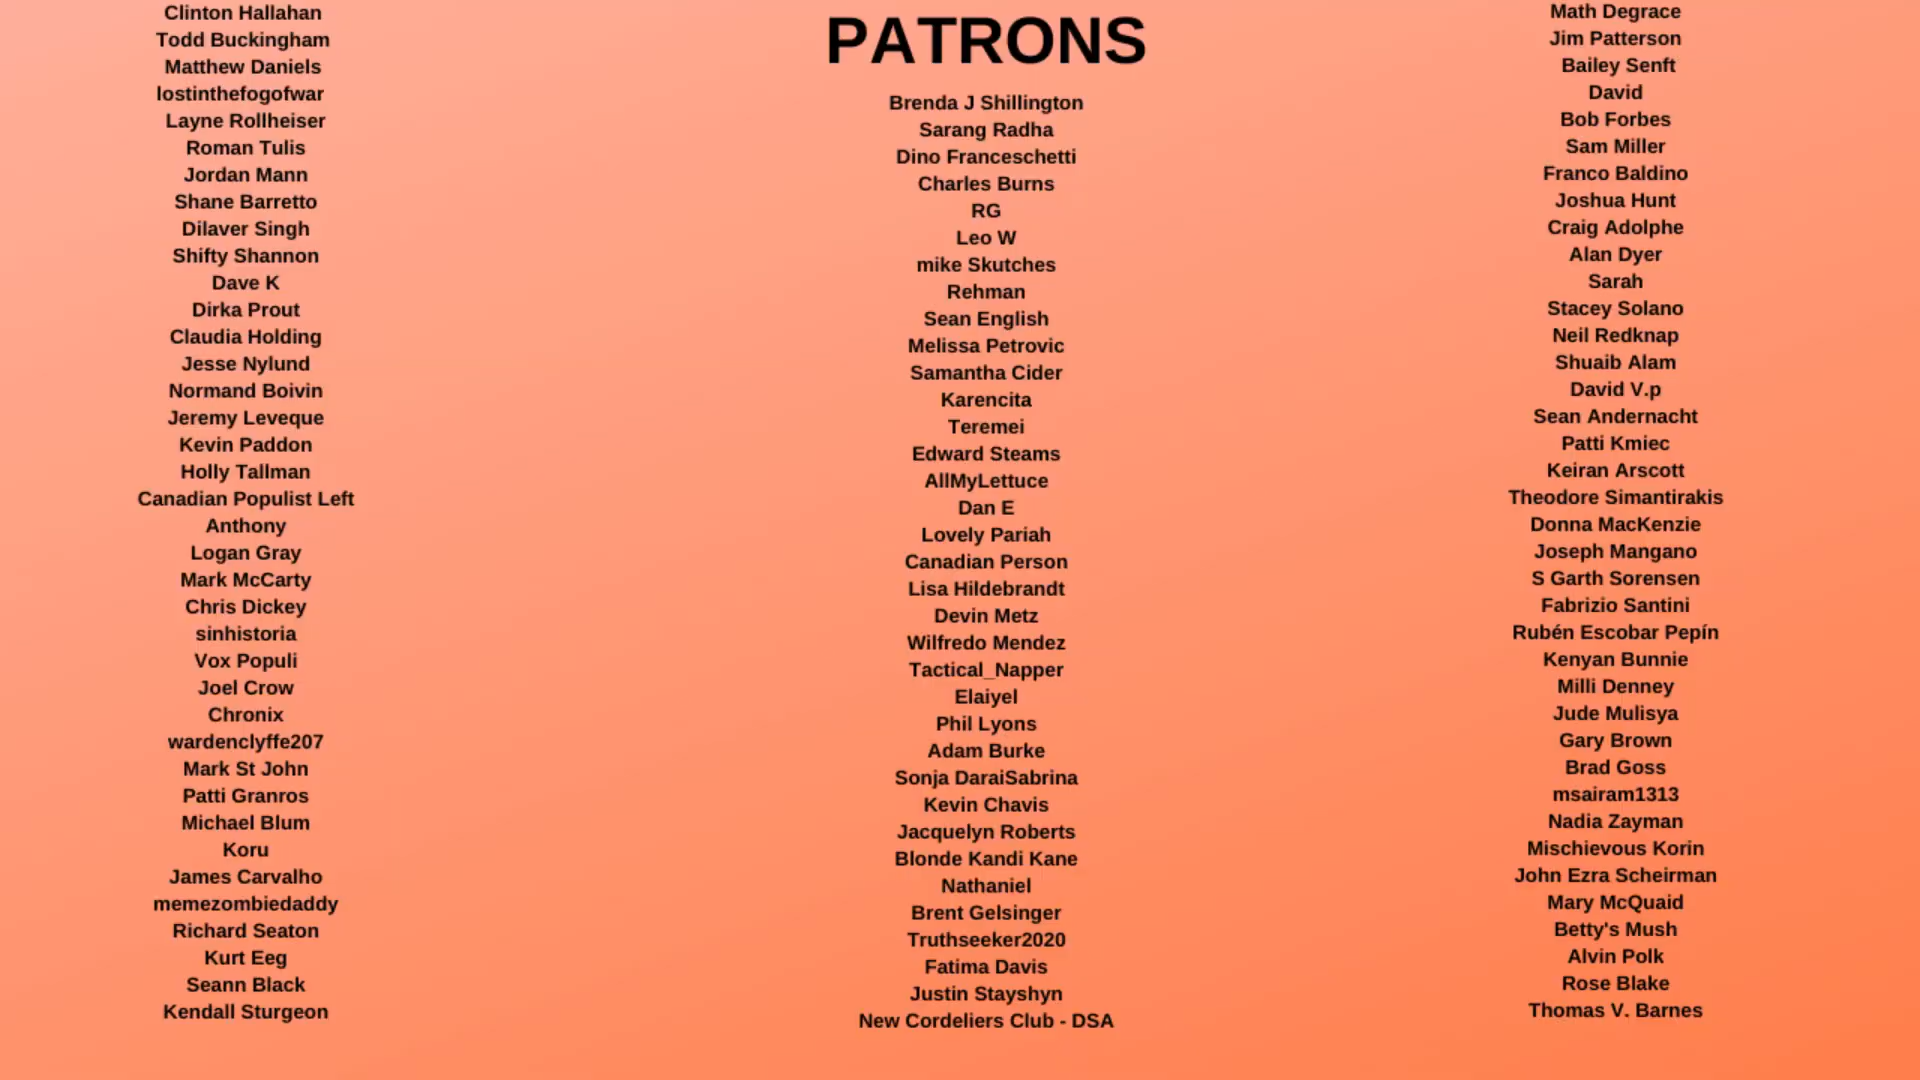 Clinton Hallahan
Todd Buckingham
Matthew Daniels
lostinthefogofwar
Layne Rollheiser
Roman Tulis
Jordan Mann
Shane Barretto
Dilaver Singh
Shifty Shannon
Dave K
Dirka Prout
Claudia Holding
Jesse Nylund
Normand Boivin
Jeremy Leveque
Kevin Paddon
Holly Tallman
Canadian Populist Left
Anthony
Logan Gray
Mark McCarty
Chris Dickey
sinhistoria
Vox Populi
Joel Crow
Chronix
wardenclyffe207
Mark St John
Patti Granros
Michael Blum
Koru
James Carvalho
memezombiedaddy
Richard Seaton
Kurt Eeg
Seann Black
Kendall Sturgeon
PATRONS
Brenda J Shillington
Sarang Radha
Dino Franceschetti
Charles Burns
RG
Leo W
mike Skutches
Rehman
Sean English
Melissa Petrovic
Samantha Cider
Karencita
Teremei
Edward Steams
AllMyLettuce
Dan E
Lovely Pariah
Canadian Person
Lisa Hildebrandt
Devin Metz
Wilfredo Mendez
Tactical_Napper
Elaiyel
Phil Lyons
Adam Burke
Sonja DaraiSabrina
Kevin Chavis
Jacquelyn Roberts
Blonde Kandi Kane
Nathaniel
Brent Gelsinger
Truthseeker2020
Fatima Davis
Justin Stayshyn
New Cordeliers Club - DSA
Math Degrace
Jim Patterson
Bailey Senft
David
Bob Forbes
Sam Miller
Franco Baldino
Joshua Hunt
Craig Adolphe
Alan Dyer
Sarah
Stacey Solano
Neil Redknap
Shuaib Alam
David V.p
Sean Andernacht
Patti Kmiec
Keiran Arscott
Theodore Simantirakis
Donna MacKenzie
Joseph Mangano
S Garth Sorensen
Fabrizio Santini
Rubén Escobar Pepín
Kenyan Bunnie
Milli Denney
Jude Mulisya
Gary Brown
Brad Goss
msairam1313
Nadia Zayman
Mischievous Korin
John Ezra Scheirman
Mary McQuaid
Betty's Mush
Alvin Polk
Rose Blake
Thomas V. Barnes